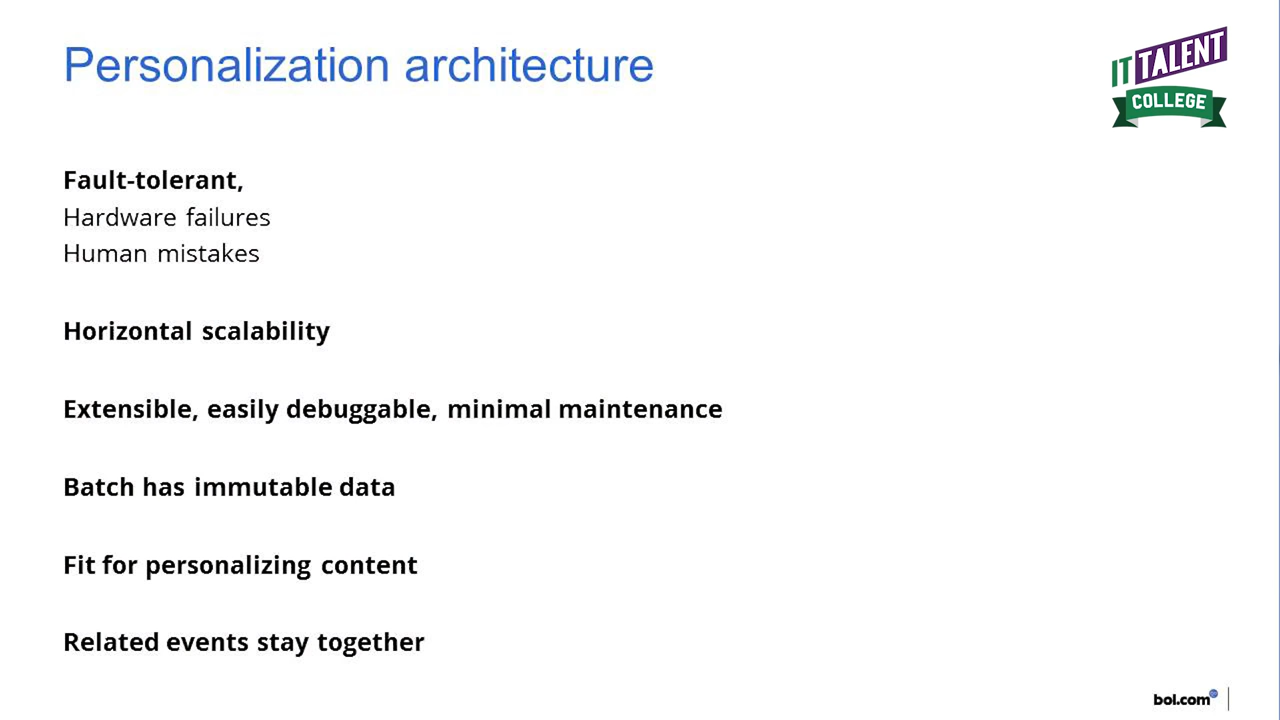 Personalization architecture
IT TALENT
COLLEGE
Fault-tolerant,
Hardware failures
Human mistakes
Horizontal scalability
Extensible, easily debuggable, minimal maintenance
Batch has immutable data
Fit for personalizing content
Related events stay together
bol.com